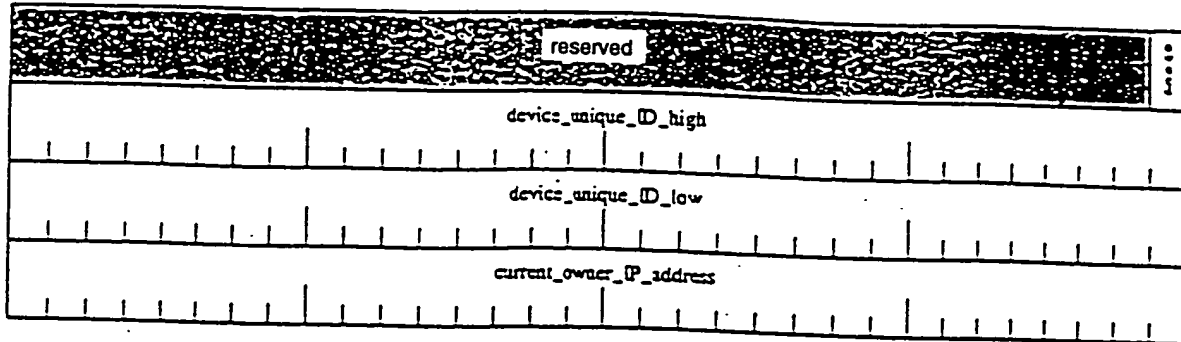 reserved
device_unique_ID_high
device_unique_ID_low
current_owner_IP_address